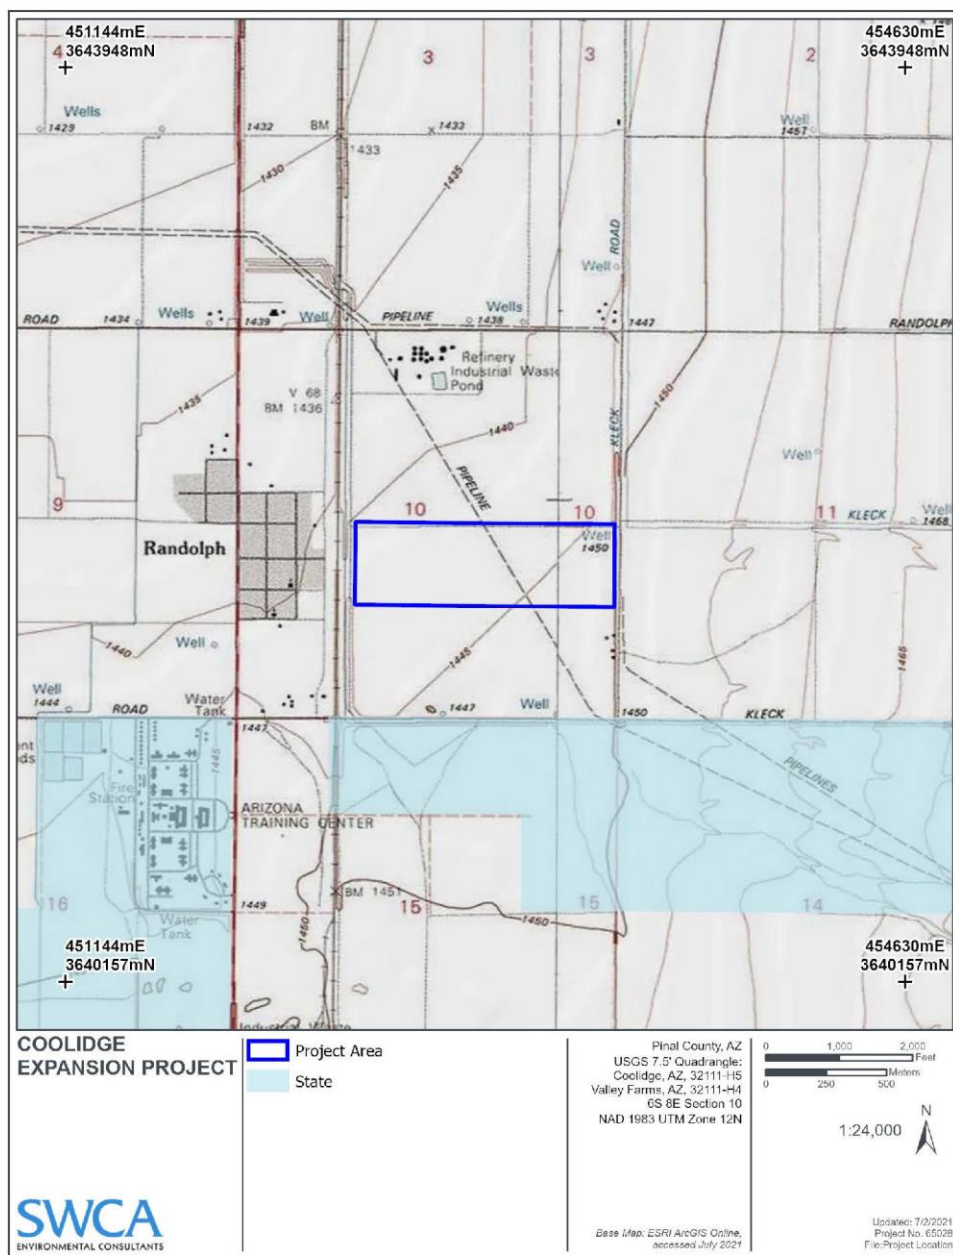 451144mE
3643948mN
454630mE
3643948mN
4
3
3
2
Wells
1429
1432
BM
1433
Well
1457
1433
1430
1435
ROAD
Well
ROAD
1434
Wells
1439
Well
PIPELINE
Wells
1438
1447
RANDOLPH
Refinery
Industrial Waste
Pond
V 68
BM 1436
1435
1440
1450
KLECK
PIPELINE
Well
9
10
10
11
KLECK
Well
1468
Randolph
Well
1450
1440
Well
1445
1465
Well
1444
ROAD
Water
Tank
1447
1447
Well
1450
KLECK
1445
Fire
Station
PIPELINES
ARIZONA
TRAINING CENTER
BM 1451
16
1449
1450
15
1450
15
14
Water
Tank
451144mE
3640157mN
454630mE
3640157mN
Industrial Waste
COOLIDGE
EXPANSION PROJECT
Project Area
State
Pinal County, AZ
USGS 7.5' Quadrangle:
Coolidge, AZ, 32111-H5
Valley Farms, AZ, 32111-H4
6S 8E Section 10
NAD 1983 UTM Zone 12N
0 1,000 2,000
Feet
Meters
0 250 500
1:24,000
N
SWCA
ENVIRONMENTAL CONSULTANTS
Base Map: ESRI ArcGIS Online,
accessed July 2021
Updated: 7/2/2021
Project No. 65028
File:Project Location